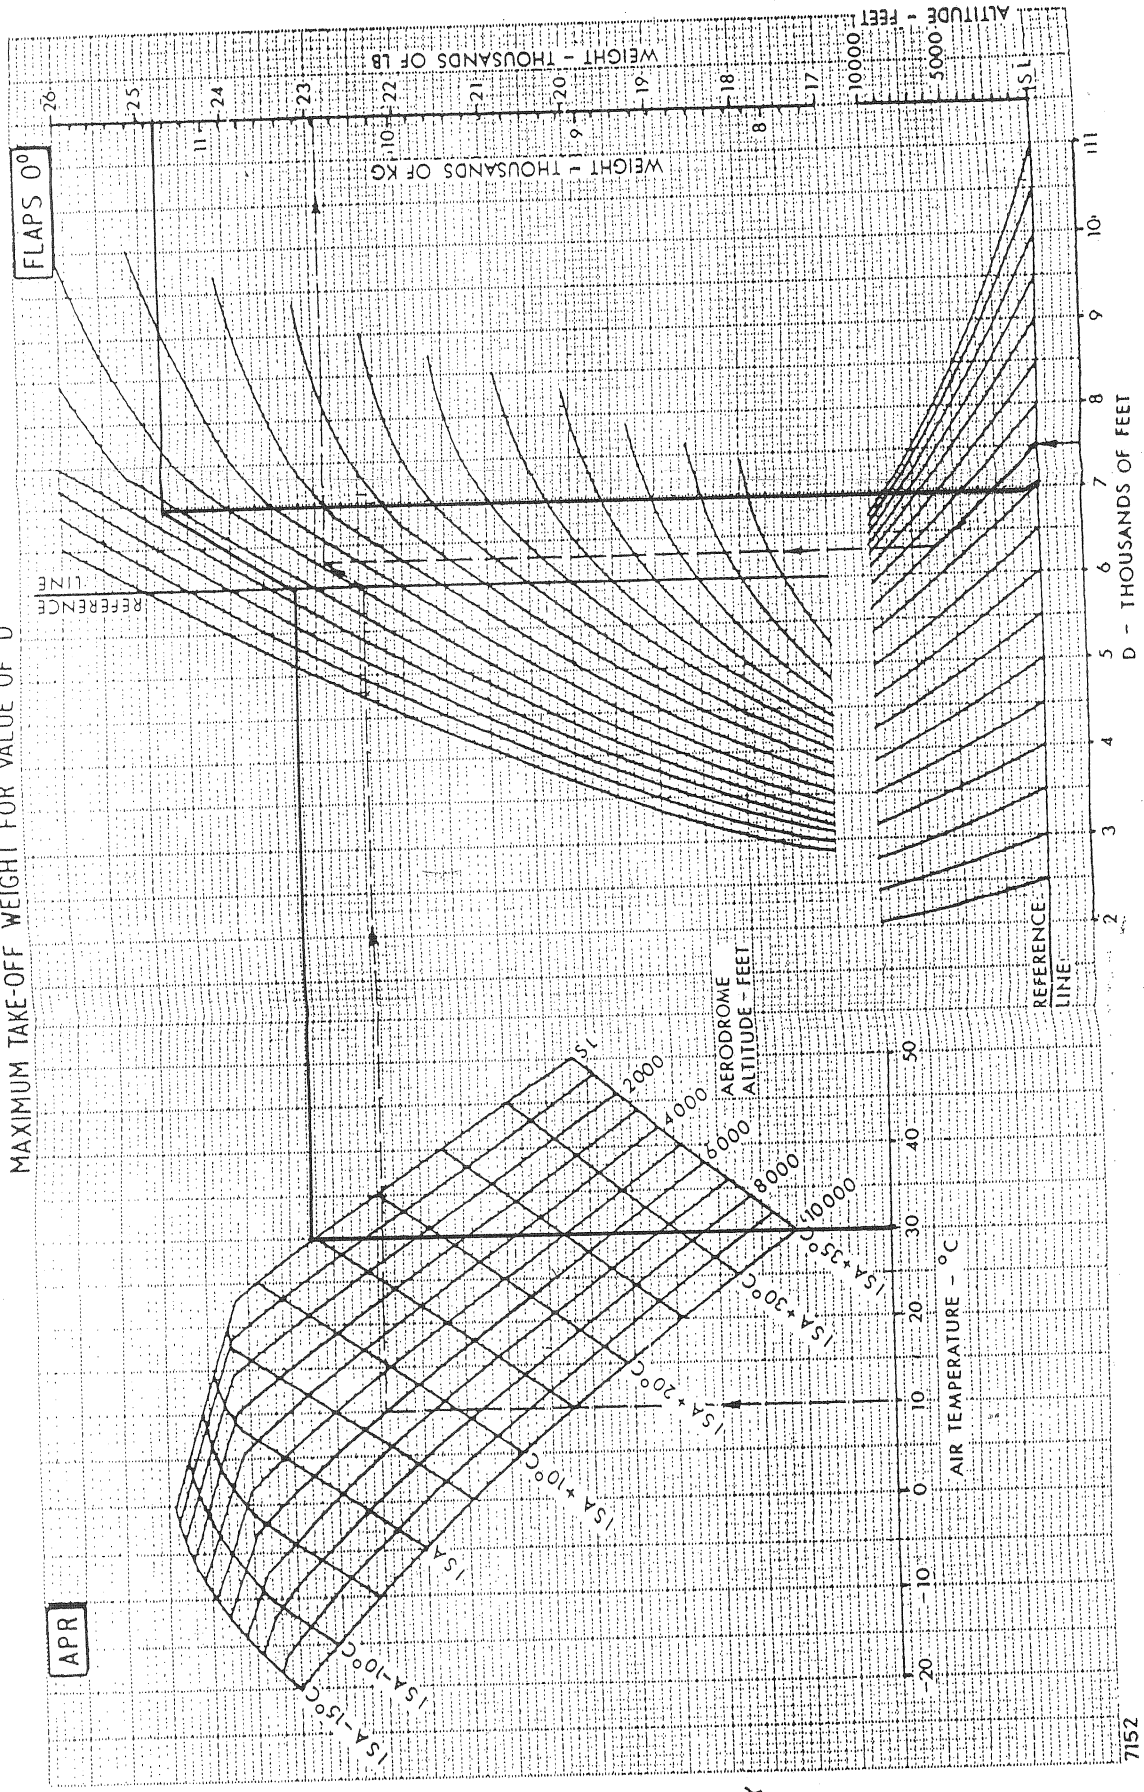 MAXIMUM TAKE-OFF WEIGHT FOR VALUE OF 'D'
APR
FLAPS 0°
REFERENCE
LINE
26
25
24
23
22
21
20
19
18
17
WEIGHT - THOUSANDS OF LB
11
10
9
8
WEIGHT - THOUSANDS OF KG
10000
5000
SL
ALTITUDE - FEET
ISA-15°C
ISA-10°C
ISA
ISA+10°C
ISA+20°C
ISA+30°C
ISA+35°C
SL
2000
4000
6000
8000
10000
AERODROME
ALTITUDE - FEET
-20
-10
0
10
20
30
40
50
AIR TEMPERATURE - °C
REFERENCE
LINE
2
3
4
5
6
7
8
9
10
11
D - THOUSANDS OF FEET
7152